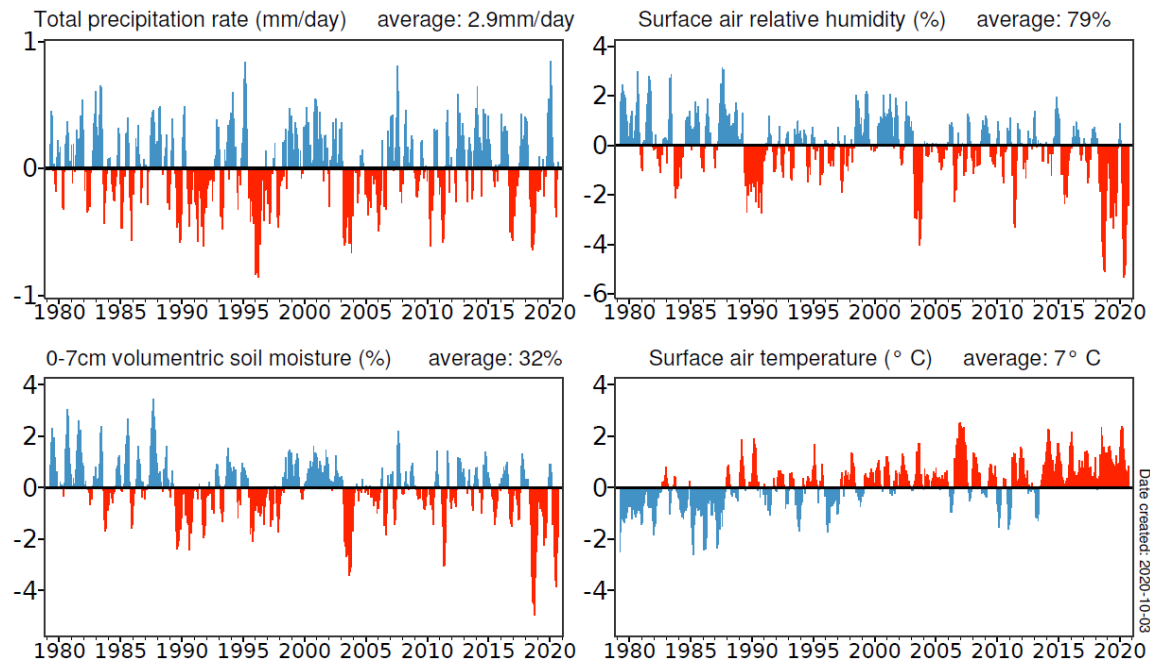 Total precipitation rate (mm/day) average: 2.9mm/day
1
0
-1
1980 1985 1990 1995 2000 2005 2010 2015 2020
Surface air relative humidity (%) average: 79%
4
2
0
-2
-4
-6
1980 1985 1990 1995 2000 2005 2010 2015 2020
0-7cm volumentric soil moisture (%) average: 32%
4
2
0
-2
-4
1980 1985 1990 1995 2000 2005 2010 2015 2020
Surface air temperature (° C) average: 7° C
4
2
0
-2
-4
1980 1985 1990 1995 2000 2005 2010 2015 2020
Date created: 2020-10-03